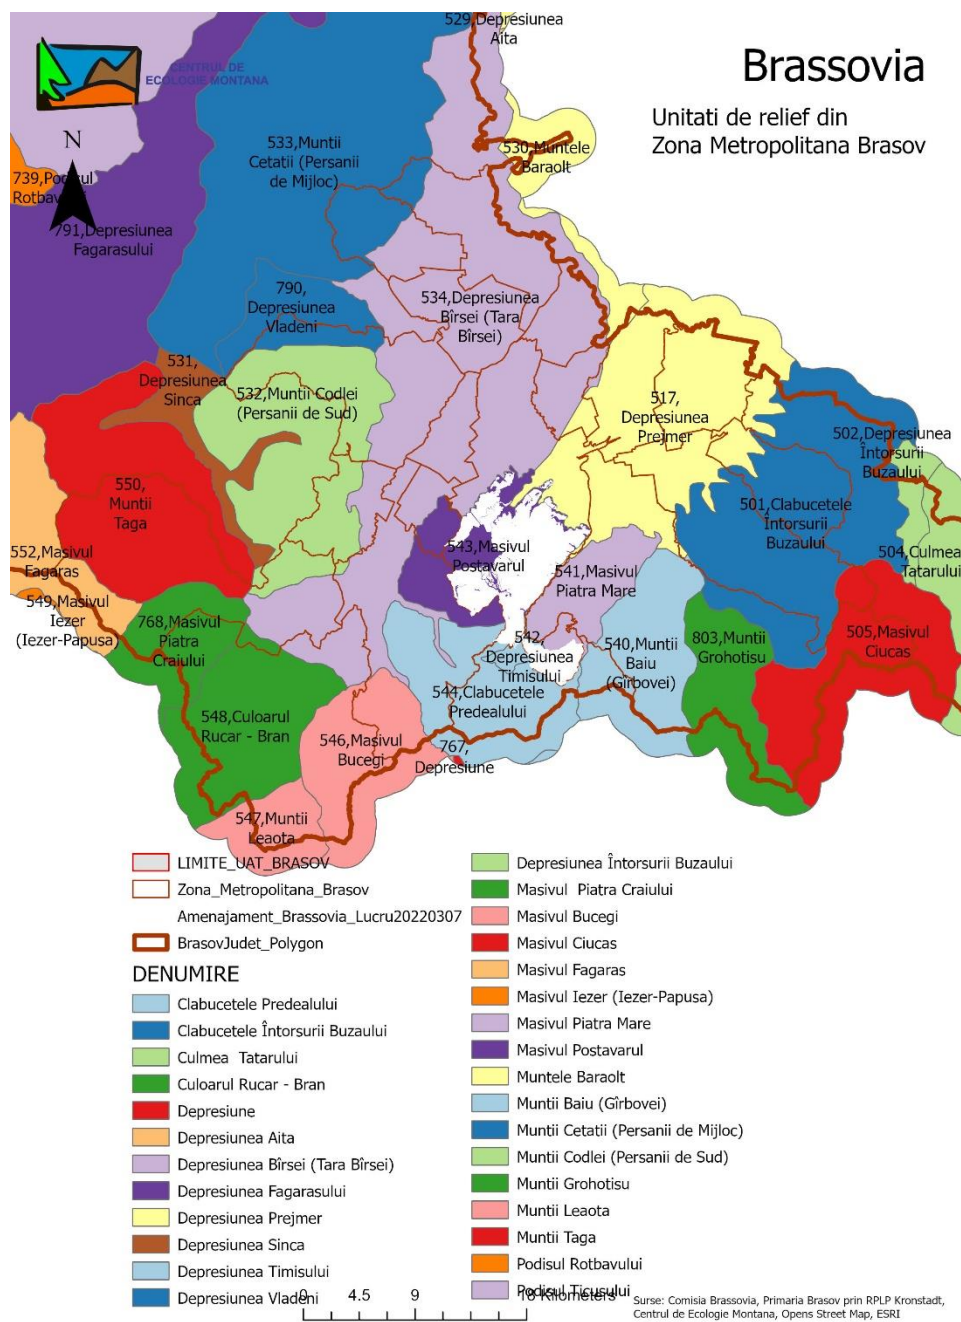 Brassovia
Unitati de relief din
Zona Metropolitana Brasov
CENTRUL DE
ECOLOGIE MONTANA
N
529,Depresiunea
Aita
530,Muntele
Baraolt
533,Muntii
Cetatii (Persanii
de Mijloc)
739,Podisul
Rotbavului
791,Depresiunea
Fagarasului
790,
Depresiunea
Vladeni
534,Depresiunea
Bîrsei (Tara
Bîrsei)
531,
Depresiunea
Sinca
532,Muntii Codlei
(Persanii de Sud)
517,
Depresiunea
Prejmer
502,Depresiunea
Întorsurii
Buzaului
550,
Muntii
Taga
501,Clabucetele
Întorsurii
Buzaului
552,Masivul
Fagaras
543,Masivul
Postavarul
504,Culmea
Tatarului
541,Masivul
Piatra Mare
549,Masivul
Iezer
(Iezer-Papusa)
768,Masivul
Piatra
Craiului
542,
Depresiunea
Timisului
540,Muntii
Baiu
(Gîrbovei)
803,Muntii
Grohotisu
505,Masivul
Ciucas
544,Clabucetele
Predealului
548,Culoarul
Rucar - Bran
546,Masivul
Bucegi
767,
Depresiune
547,Muntii
Leaota
LIMITE_UAT_BRASOV
Zona_Metropolitana_Brasov
Amenajament_Brassovia_Lucru20220307
BrasovJudet_Polygon
DENUMIRE
Clabucetele Predealului
Clabucetele Întorsurii Buzaului
Culmea  Tatarului
Culoarul Rucar - Bran
Depresiune
Depresiunea Aita
Depresiunea Bîrsei (Tara Bîrsei)
Depresiunea Fagarasului
Depresiunea Prejmer
Depresiunea Sinca
Depresiunea Timisului
Depresiunea Vladeni
Depresiunea Întorsurii Buzaului
Masivul  Piatra Craiului
Masivul Bucegi
Masivul Ciucas
Masivul Fagaras
Masivul Iezer (Iezer-Papusa)
Masivul Piatra Mare
Masivul Postavarul
Muntele Baraolt
Muntii Baiu (Gîrbovei)
Muntii Cetatii (Persanii de Mijloc)
Muntii Codlei (Persanii de Sud)
Muntii Grohotisu
Muntii Leaota
Muntii Taga
Podisul Rotbavului
Podisul Ticusului
0 4.5 9 18 Kilometers
Surse: Comisia Brassovia, Primaria Brasov prin RPLP Kronstadt,
Centrul de Ecologie Montana, Opens Street Map, ESRI